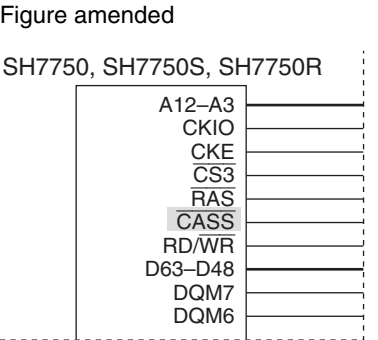 Figure amended
SH7750, SH7750S, SH7750R
A12–A3
CKIO
CKE
CS3
RAS
CASS
RD/WR
D63–D48
DQM7
DQM6